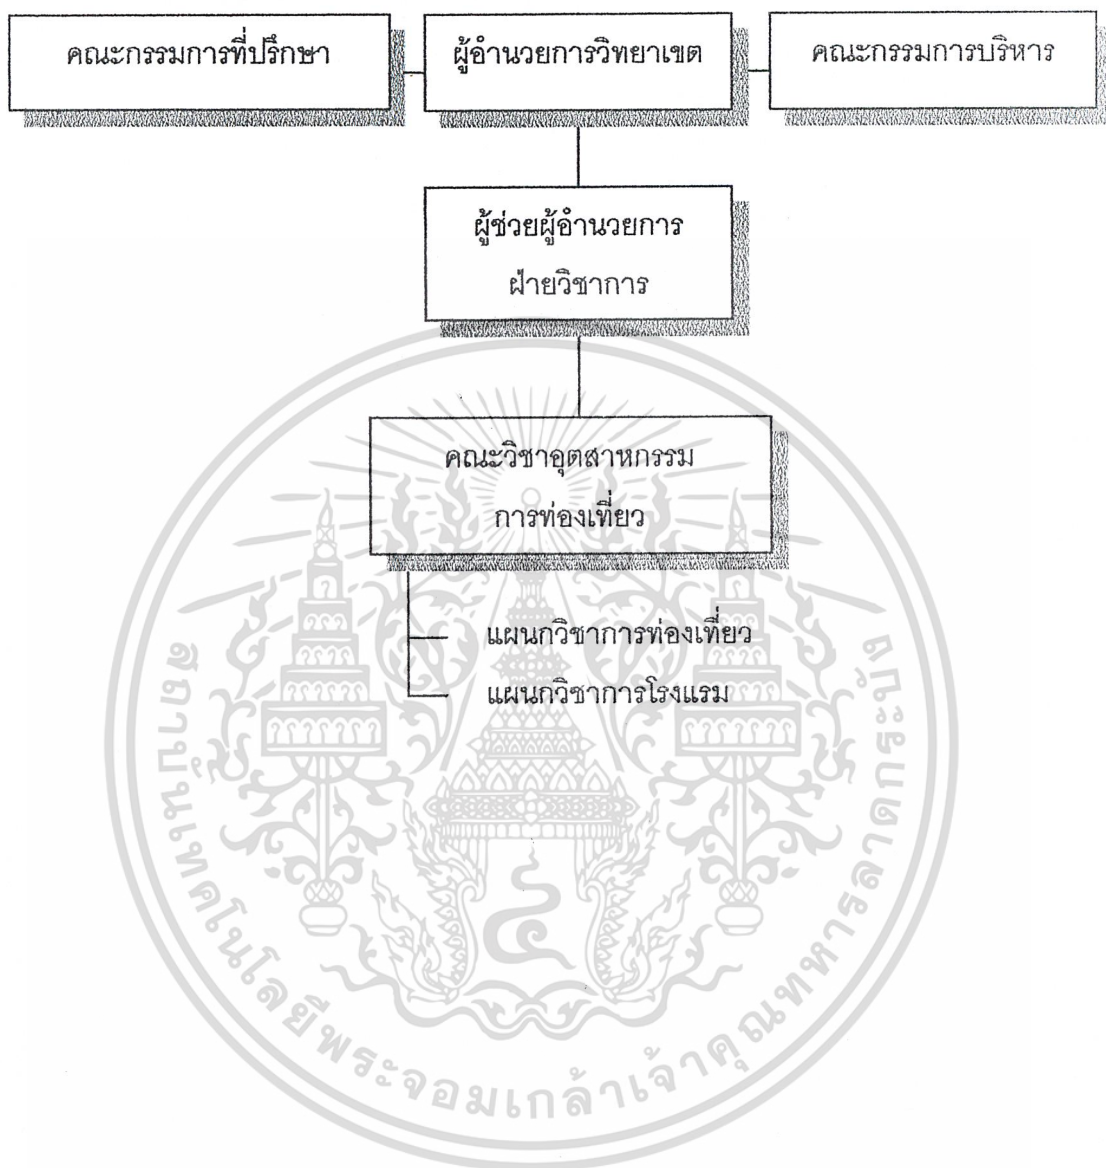 คณะกรรมการที่ปรึกษา
ผู้อำนวยการวิทยาเขต
คณะกรรมการบริหาร
ผู้ช่วยผู้อำนวยการ
ฝ่ายวิชาการ
คณะวิชาอุตสาหกรรม
การท่องเที่ยว
แผนกวิชาการท่องเที่ยว
แผนกวิชาการโรงแรม
สถาบันเทคโนโลยีพระจอมเกล้าเจ้าคุณทหารลาดกระบัง